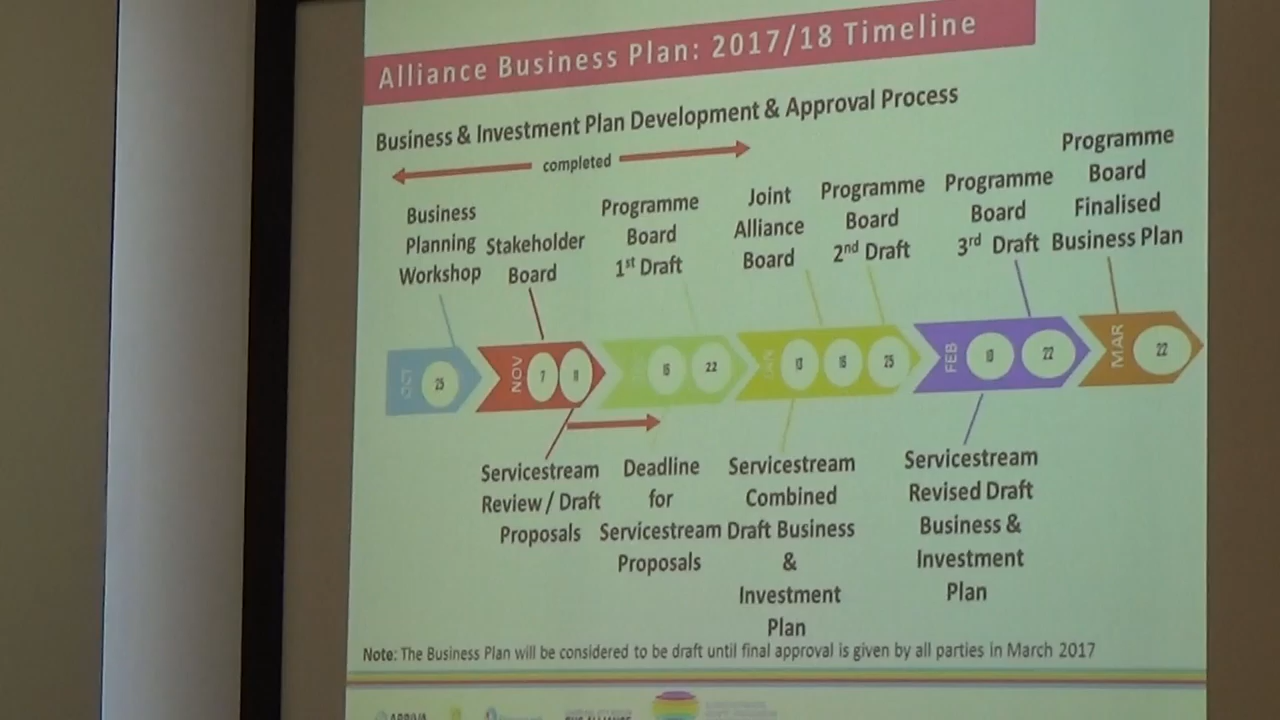 Alliance Business Plan: 2017/18 Timeline
Business & Investment Plan Development & Approval Process
completed
Business
Planning
Workshop
Stakeholder
Board
Programme
Board
1st Draft
Joint
Alliance
Board
Programme
Board
2nd Draft
Programme
Board
3rd Draft
Programme
Board
Finalised
Business Plan
OCT
25
NOV
7
22
JAN
25
FEB
22
MAR
22
Servicestream
Review / Draft
Proposals
Deadline
for
Servicestream
Proposals
Servicestream
Combined
Draft Business
&
Investment
Plan
Servicestream
Revised Draft
Business &
Investment
Plan
Note: The Business Plan will be considered to be draft until final approval is given by all parties in March 2017
ARRIVA